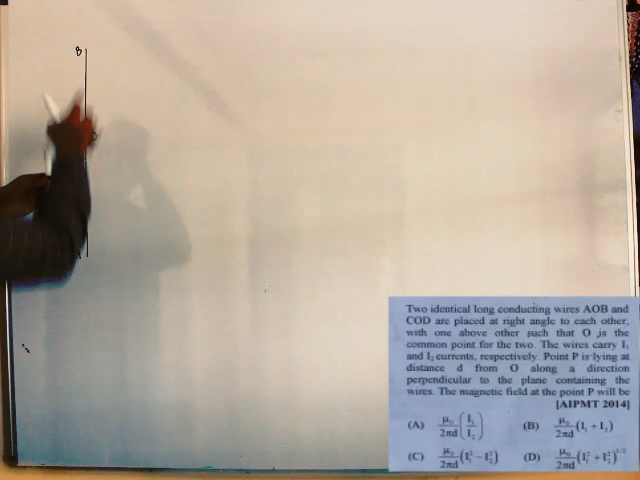 B
Two identical long conducting wires AOB and
COD are placed at right angle to each other,
with one above other such that O is the
common point for the two. The wires carry I₁
and I₂ currents, respectively. Point P is lying at
distance d from O along a direction
perpendicular to the plane containing the
wires. The magnetic field at the point P will be
[AIPMT 2014]
(A) μ₀/2πd (I₁/I₂) (B) μ₀/2πd (I₁ + I₂)
(C) μ₀/2πd (I₁² − I₂²) (D) μ₀/2πd (I₁² + I₂²)^1/2